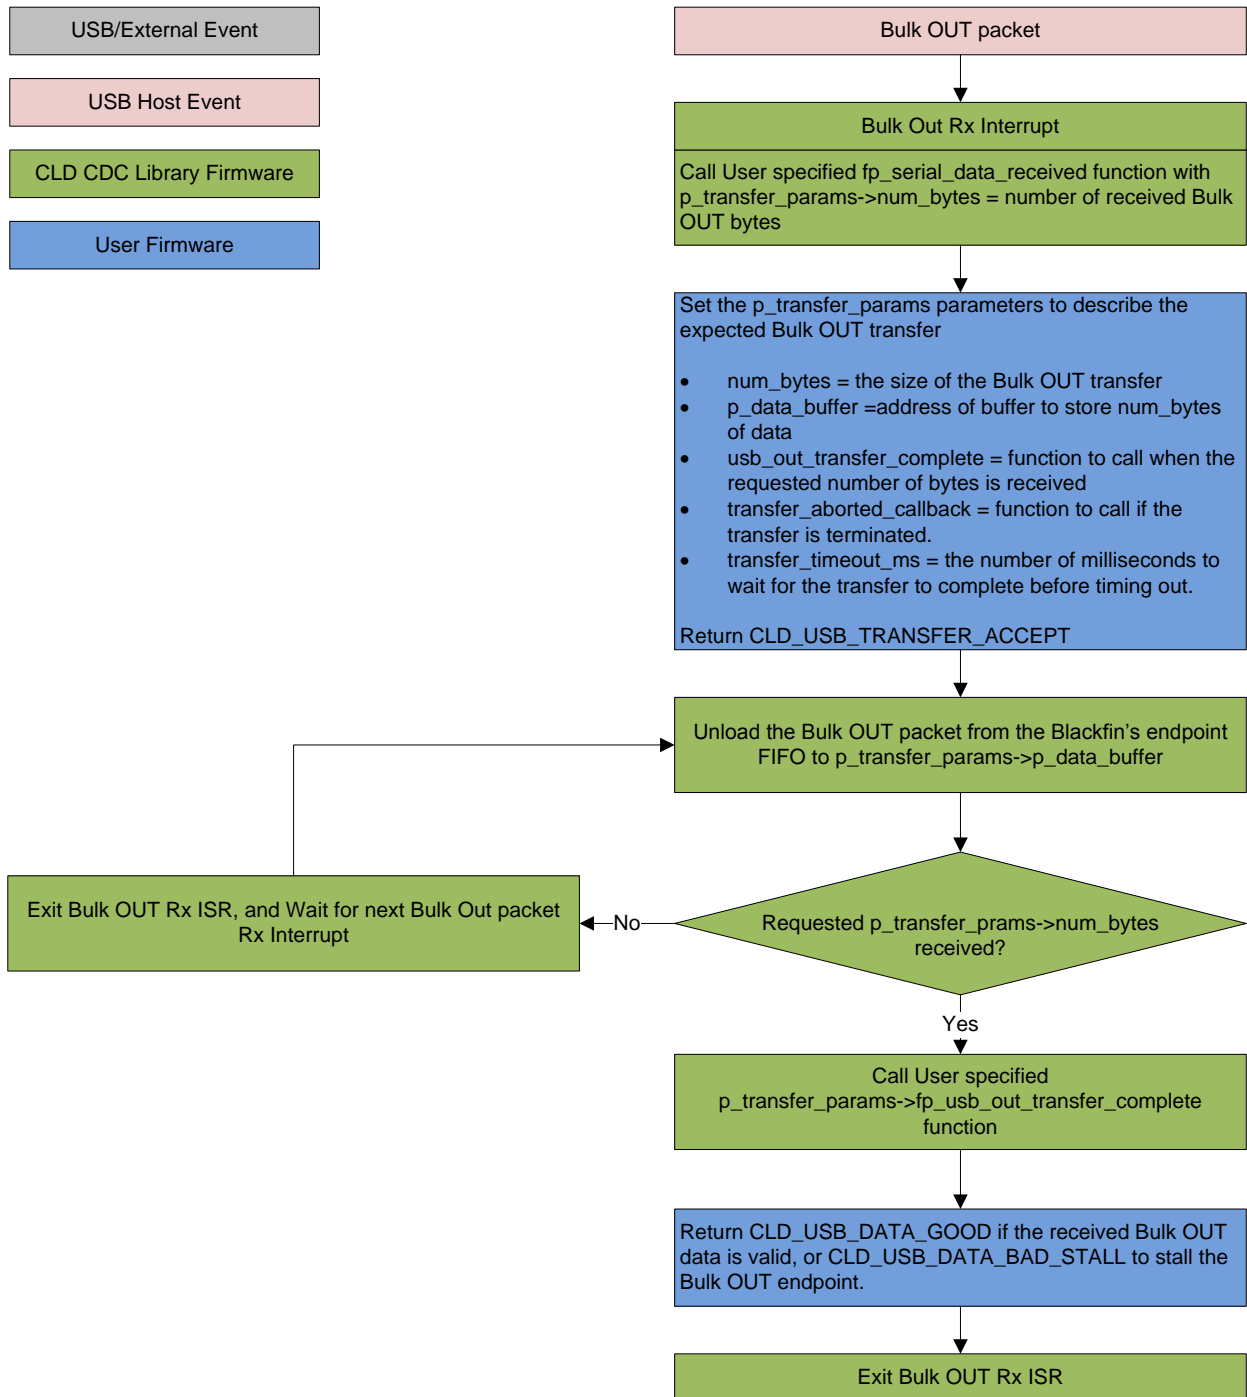 USB/External Event
USB Host Event
CLD CDC Library Firmware
User Firmware
Bulk OUT packet
Bulk Out Rx Interrupt
Call User specified fp_serial_data_received function with
p_transfer_params->num_bytes = number of received Bulk
OUT bytes
Set the p_transfer_params parameters to describe the
expected Bulk OUT transfer
• num_bytes = the size of the Bulk OUT transfer
• p_data_buffer =address of buffer to store num_bytes
of data
• usb_out_transfer_complete = function to call when the
requested number of bytes is received
• transfer_aborted_callback = function to call if the
transfer is terminated.
• transfer_timeout_ms = the number of milliseconds to
wait for the transfer to complete before timing out.
Return CLD_USB_TRANSFER_ACCEPT
Unload the Bulk OUT packet from the Blackfin's endpoint
FIFO to p_transfer_params->p_data_buffer
Requested p_transfer_prams->num_bytes
received?
No
Exit Bulk OUT Rx ISR, and Wait for next Bulk Out packet
Rx Interrupt
Yes
Call User specified
p_transfer_params->fp_usb_out_transfer_complete
function
Return CLD_USB_DATA_GOOD if the received Bulk OUT
data is valid, or CLD_USB_DATA_BAD_STALL to stall the
Bulk OUT endpoint.
Exit Bulk OUT Rx ISR